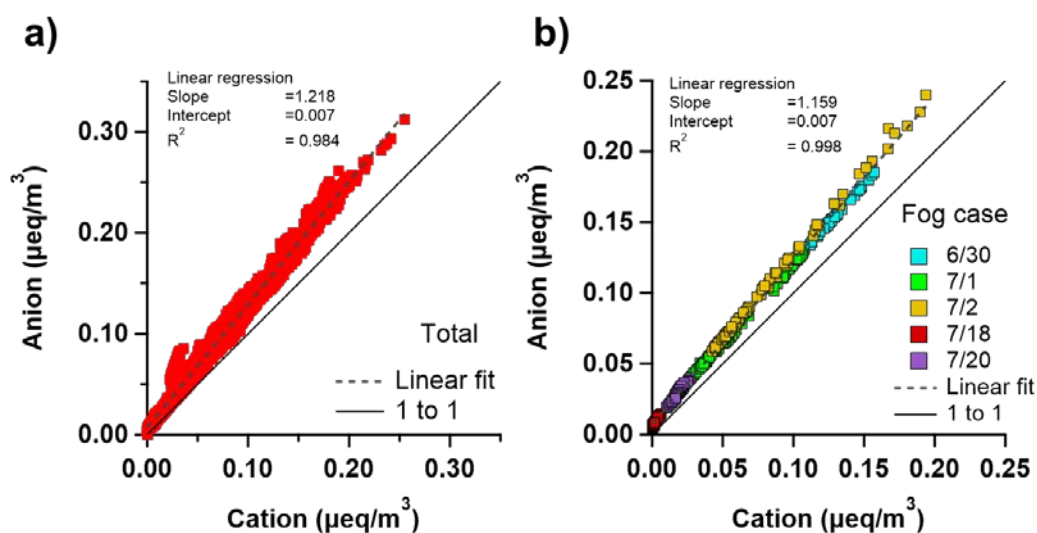 a)
Linear regression
Slope =1.218
Intercept =0.007
R² = 0.984
0.30
0.20
0.10
0.00
Anion (µeq/m³)
Total
Linear fit
1 to 1
0.00 0.10 0.20 0.30
Cation (µeq/m³)
b)
Linear regression
Slope =1.159
Intercept =0.007
R² = 0.998
0.25
0.20
0.15
0.10
0.05
0.00
Anion (µeq/m³)
Fog case
6/30
7/1
7/2
7/18
7/20
Linear fit
1 to 1
0.00 0.05 0.10 0.15 0.20 0.25
Cation (µeq/m³)